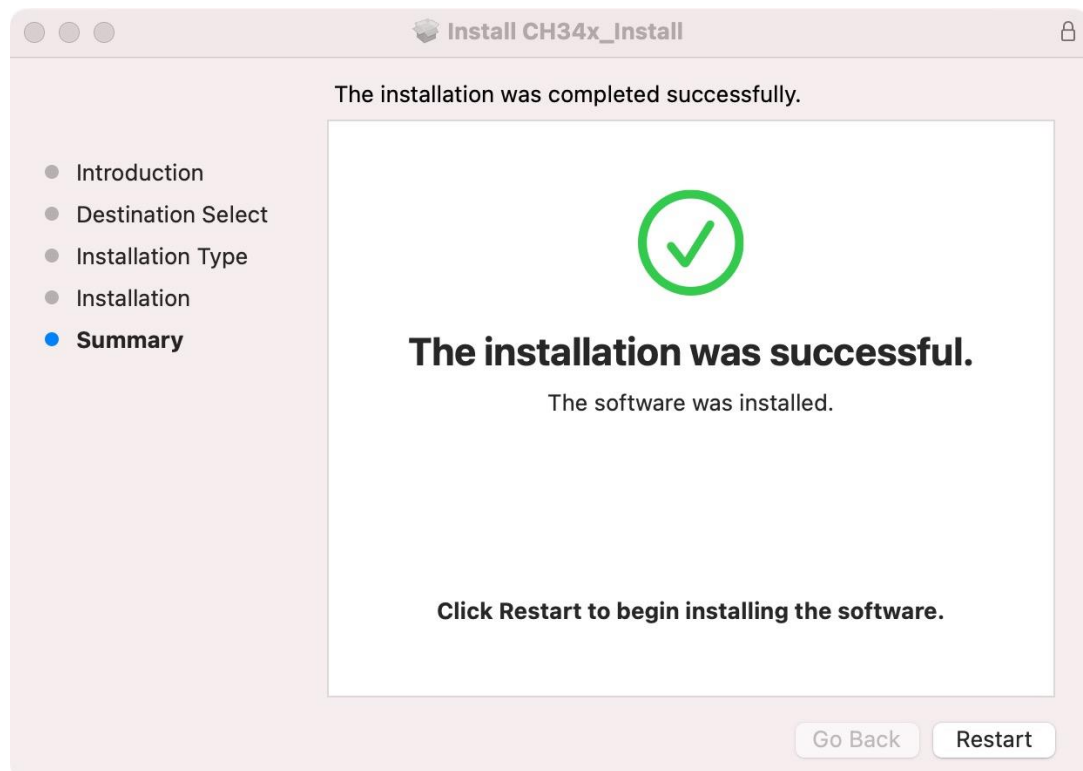 Install CH34x_Install
The installation was completed successfully.
Introduction
Destination Select
Installation Type
Installation
Summary
The installation was successful.
The software was installed.
Click Restart to begin installing the software.
Go Back
Restart